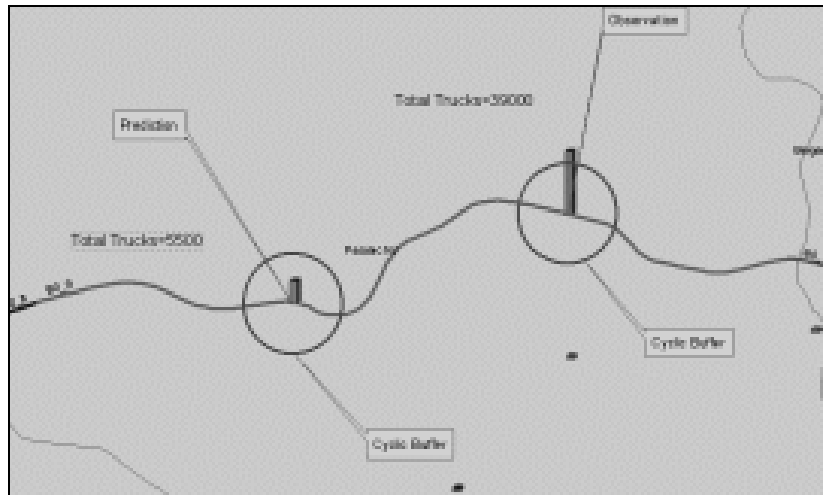 Observation
Total Trucks=39000
Prediction
Total Trucks=5500
Cyclic Buffer
Cyclic Buffer